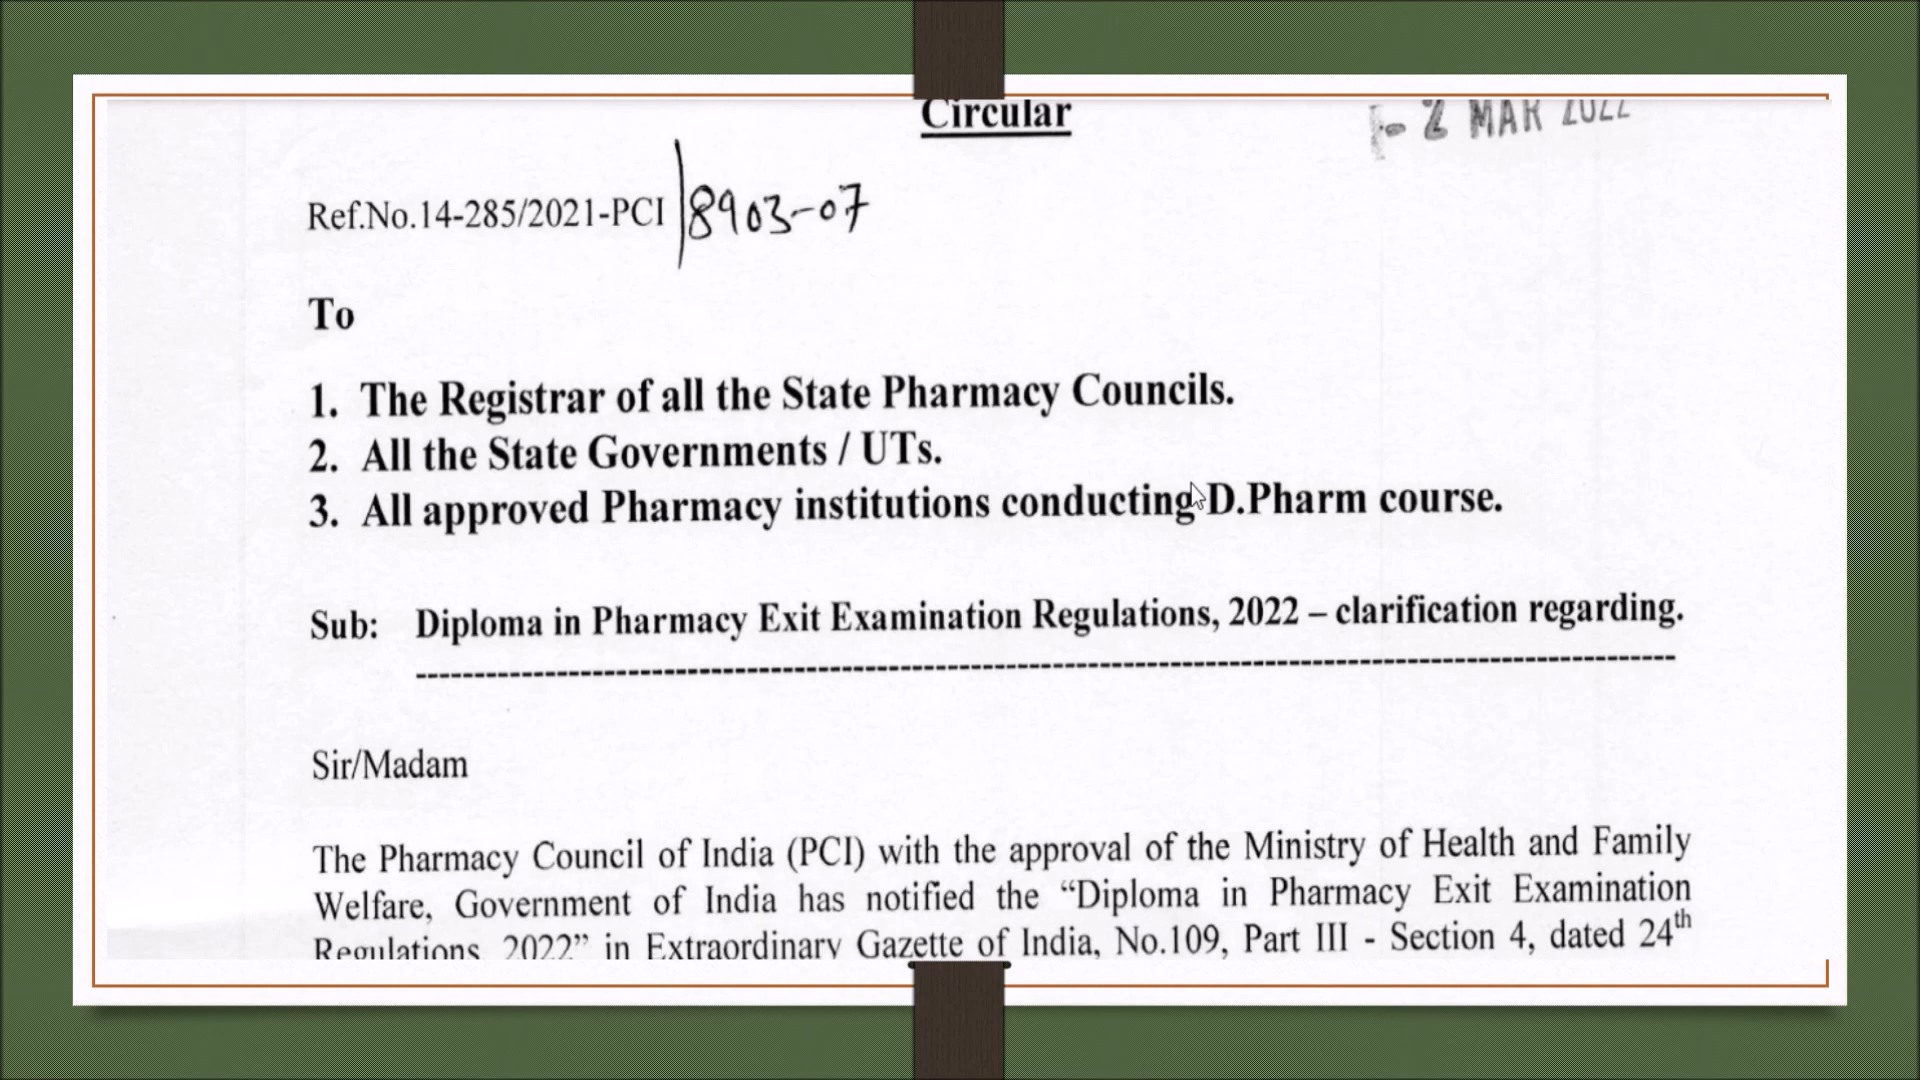 Circular
- 2 MAR 2022
Ref.No.14-285/2021-PCI | 8903-07
To
1. The Registrar of all the State Pharmacy Councils.
2. All the State Governments / UTs.
3. All approved Pharmacy institutions conducting D.Pharm course.
Sub: Diploma in Pharmacy Exit Examination Regulations, 2022 – clarification regarding.
Sir/Madam
The Pharmacy Council of India (PCI) with the approval of the Ministry of Health and Family
Welfare, Government of India has notified the “Diploma in Pharmacy Exit Examination
Regulations, 2022” in Extraordinary Gazette of India, No.109, Part III - Section 4, dated 24th